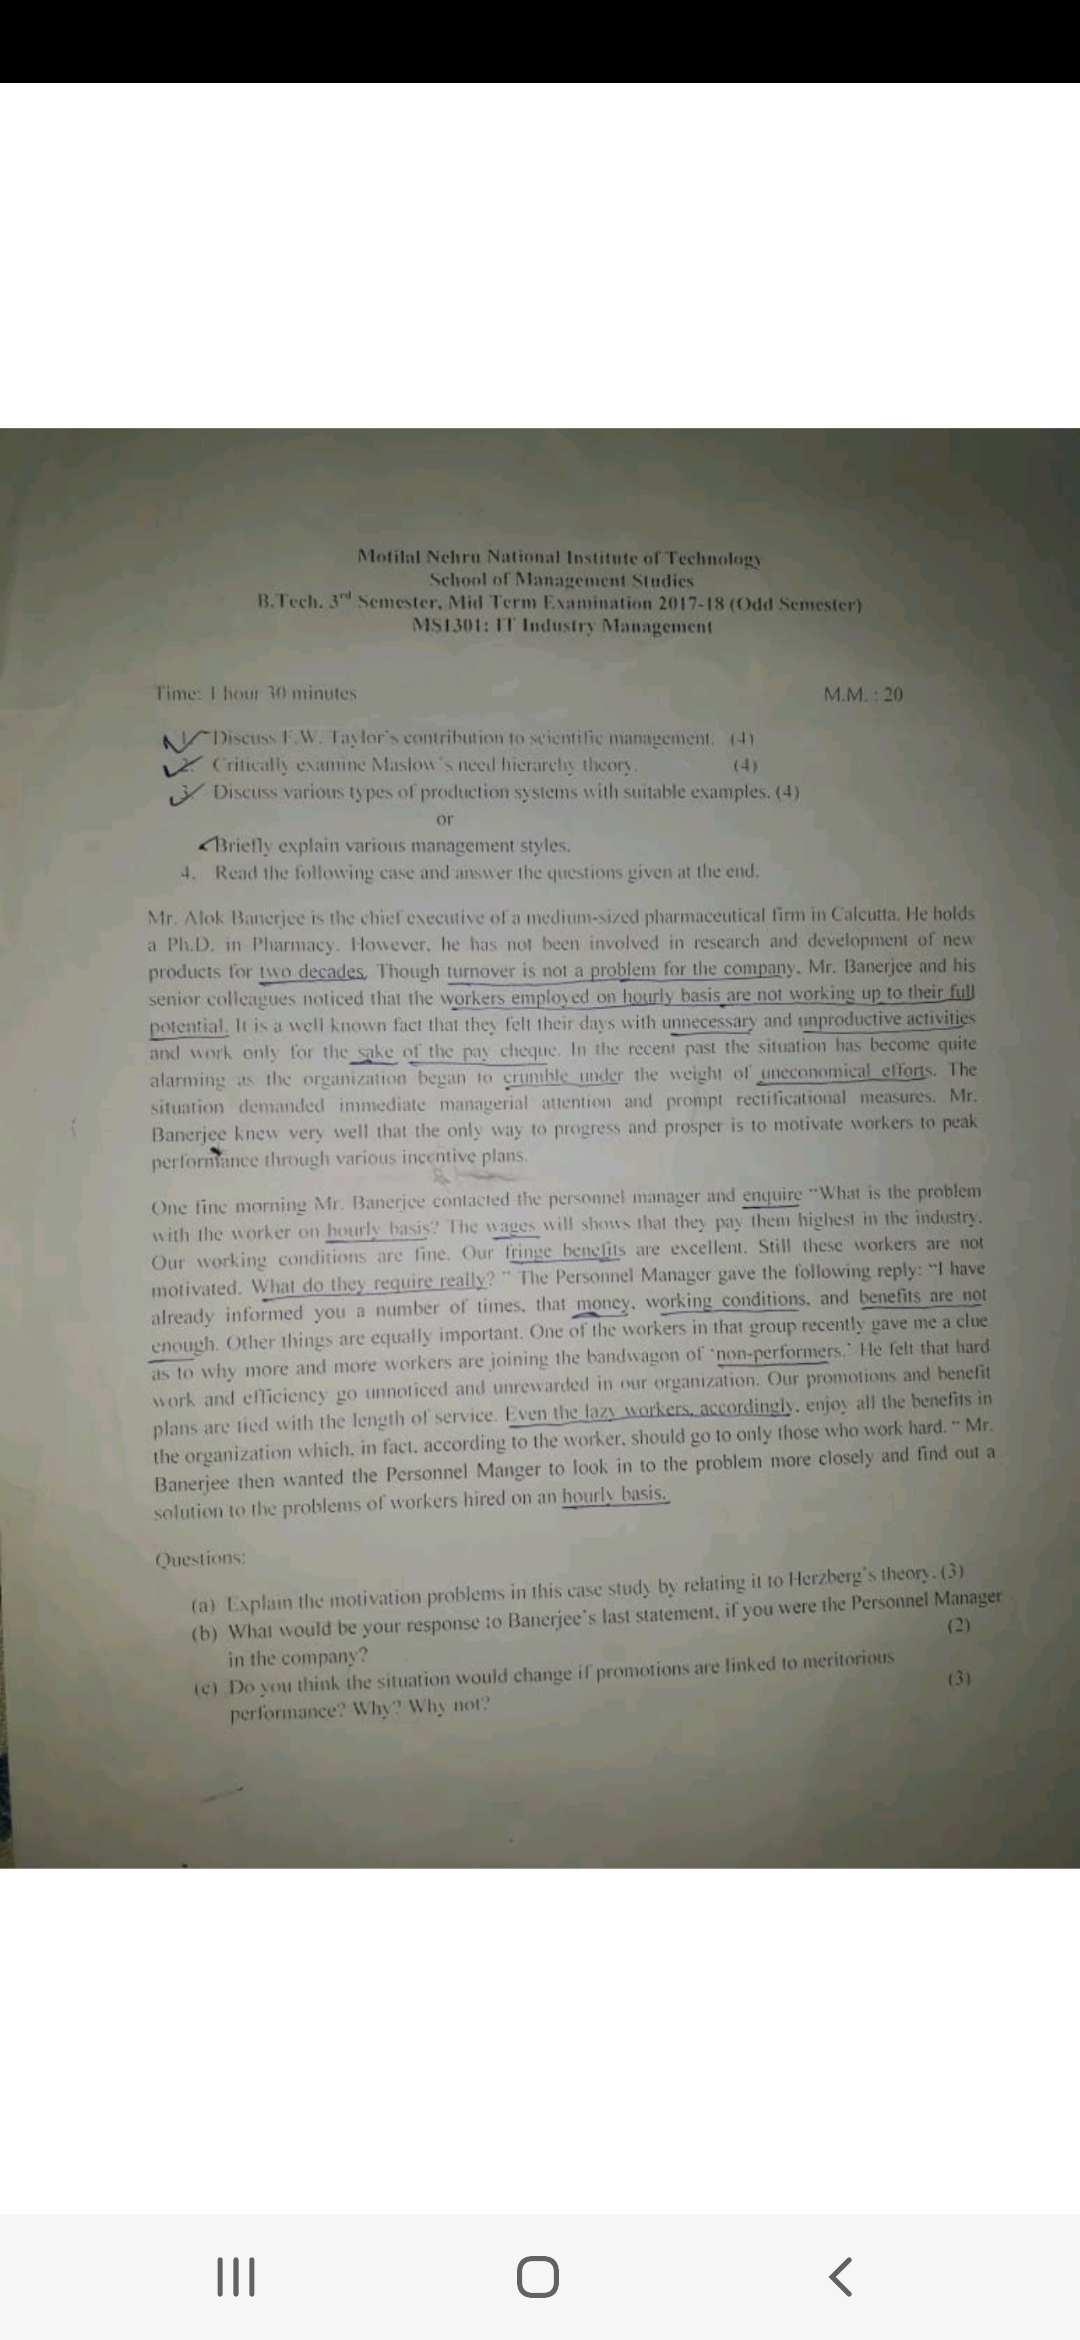 Motilal Nehru National Institute of Technology
School of Management Studies
B.Tech. 3rd Semester, Mid Term Examination 2017-18 (Odd Semester)
MS1301: IT Industry Management
Time: 1 hour 30 minutes M.M. : 20
1. Discuss F.W. Taylor's contribution to scientific management. (4)
2. Critically examine Maslow's need hierarchy theory. (4)
3. Discuss various types of production systems with suitable examples. (4)
or
Briefly explain various management styles.
4. Read the following case and answer the questions given at the end.
Mr. Alok Banerjee is the chief executive of a medium-sized pharmaceutical firm in Calcutta. He holds
a Ph.D. in Pharmacy. However, he has not been involved in research and development of new
products for two decades. Though turnover is not a problem for the company, Mr. Banerjee and his
senior colleagues noticed that the workers employed on hourly basis are not working up to their full
potential. It is a well known fact that they felt their days with unnecessary and unproductive activities
and work only for the sake of the pay cheque. In the recent past the situation has become quite
alarming as the organization began to crumble under the weight of uneconomical efforts. The
situation demanded immediate managerial attention and prompt rectificational measures. Mr.
Banerjee knew very well that the only way to progress and prosper is to motivate workers to peak
performance through various incentive plans.
One fine morning Mr. Banerjee contacted the personnel manager and enquire "What is the problem
with the worker on hourly basis? The wages will shows that they pay them highest in the industry.
Our working conditions are fine. Our fringe benefits are excellent. Still these workers are not
motivated. What do they require really? " The Personnel Manager gave the following reply: "I have
already informed you a number of times, that money, working conditions, and benefits are not
enough. Other things are equally important. One of the workers in that group recently gave me a clue
as to why more and more workers are joining the bandwagon of 'non-performers.' He felt that hard
work and efficiency go unnoticed and unrewarded in our organization. Our promotions and benefit
plans are tied with the length of service. Even the lazy workers, accordingly, enjoy all the benefits in
the organization which, in fact, according to the worker, should go to only those who work hard. " Mr.
Banerjee then wanted the Personnel Manger to look in to the problem more closely and find out a
solution to the problems of workers hired on an hourly basis.
Questions:
(a) Explain the motivation problems in this case study by relating it to Herzberg's theory. (3)
(b) What would be your response to Banerjee's last statement, if you were the Personnel Manager
in the company? (2)
(c) Do you think the situation would change if promotions are linked to meritorious
performance? Why? Why not? (3)